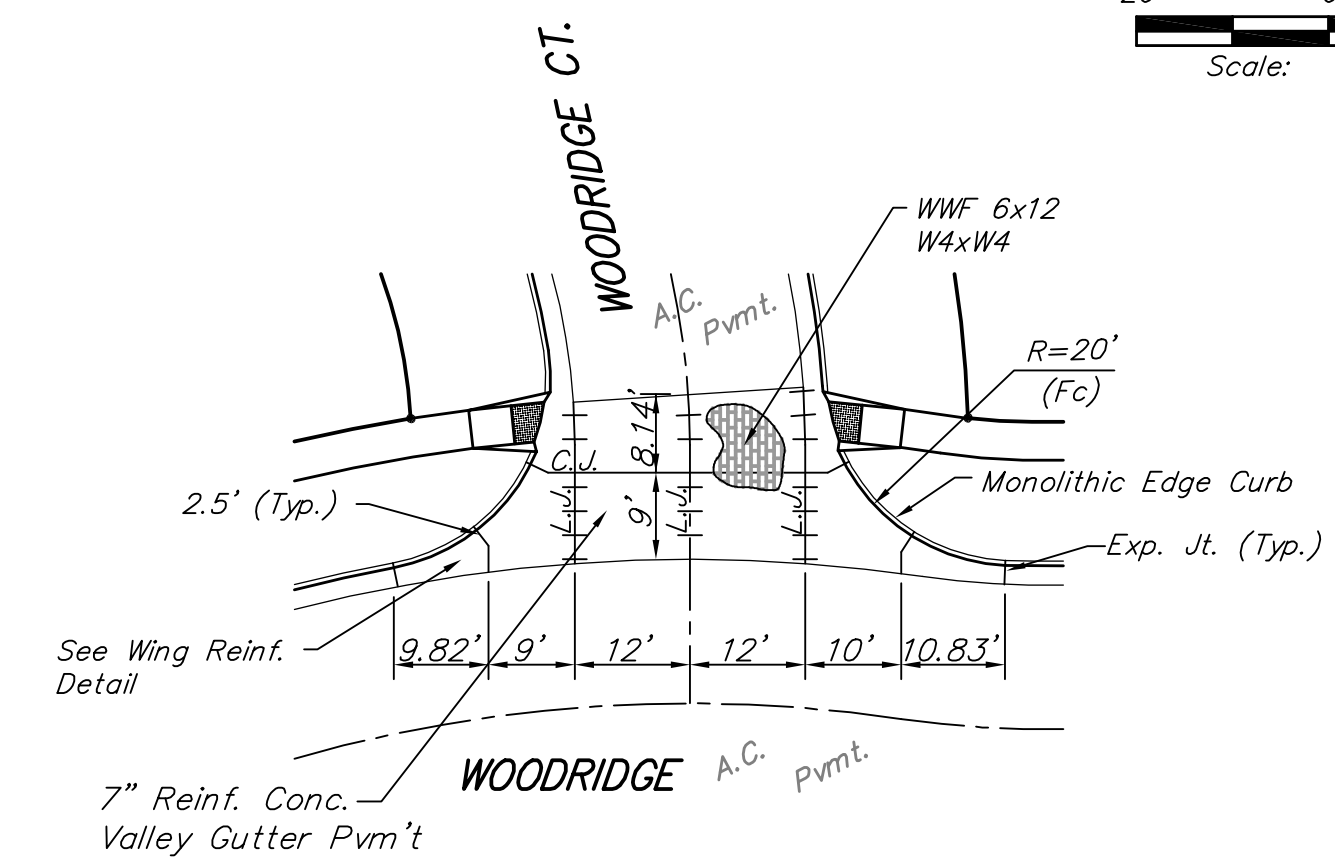 Scale:
WOODRIDGE CT.
WWF 6x12
W4xW4
A.C.
Pvmt.
R=20'
(Fc)
8.14'
C.J.
Monolithic Edge Curb
2.5' (Typ.)
L.J.
9'
L.J.
L.J.
Exp. Jt. (Typ.)
See Wing Reinf.
Detail
9.82'
9'
12'
12'
10'
10.83'
WOODRIDGE
A.C.
Pvmt.
7" Reinf. Conc.
Valley Gutter Pvm't